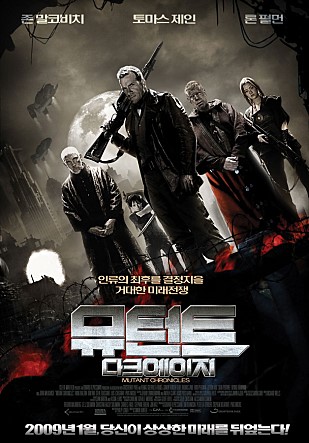 존 말코비치 토마스 제인 론 펄먼
인류의 최후를 결정지을
거대한 미래전쟁
뮤턴트
다크에이지
MUTANT CHRONICLES
2009년 1월, 당신이 상상한 미래를 뒤엎는다!